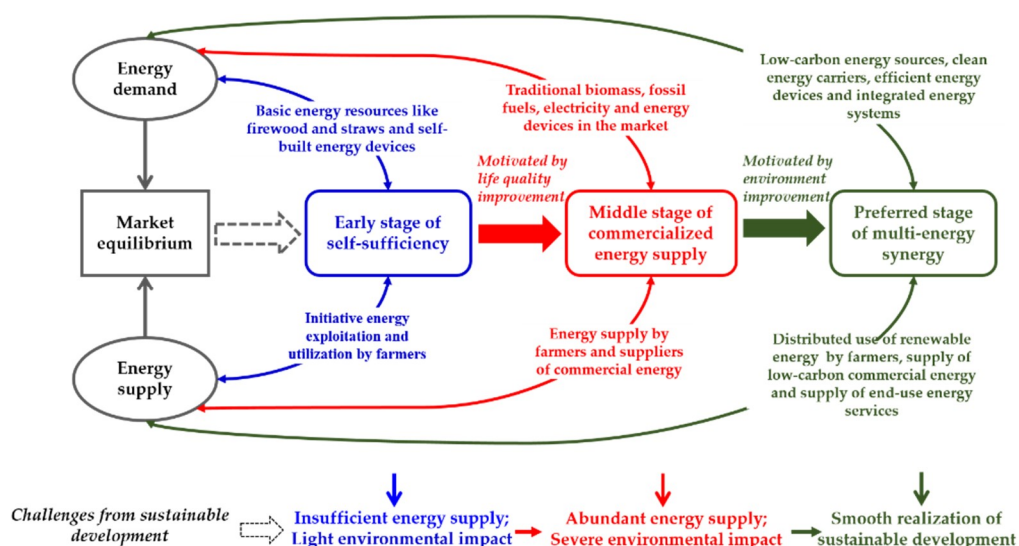 Energy
demand
Basic energy resources like
firewood and straws and self-
built energy devices
Traditional biomass, fossil
fuels, electricity and energy
devices in the market
Low-carbon energy sources, clean
energy carriers, efficient energy
devices and integrated energy
systems
Market
equilibrium
Early stage of
self-sufficiency
Motivated by
life quality
improvement
Middle stage of
commercialized
energy supply
Motivated by
environment
improvement
Preferred stage
of multi-energy
synergy
Energy
supply
Initiative energy
exploitation and
utilization by farmers
Energy supply by
farmers and suppliers
of commercial energy
Distributed use of renewable
energy by farmers, supply of
low-carbon commercial energy
and supply of end-use energy
services
Challenges from sustainable
development
Insufficient energy supply;
Light environmental impact
Abundant energy supply;
Severe environmental impact
Smooth realization of
sustainable development